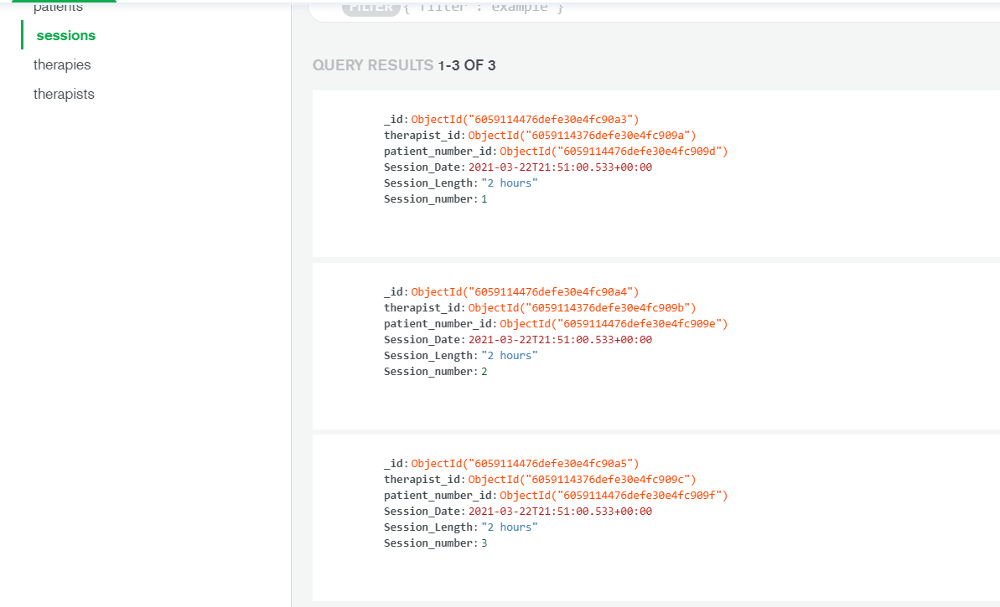 patients
sessions
therapies
therapists
FILTER { filter : example }
QUERY RESULTS 1-3 OF 3
_id: ObjectId("6059114476defe30e4fc90a3")
therapist_id: ObjectId("6059114376defe30e4fc909a")
patient_number_id: ObjectId("6059114476defe30e4fc909d")
Session_Date: 2021-03-22T21:51:00.533+00:00
Session_Length: "2 hours"
Session_number: 1
_id: ObjectId("6059114476defe30e4fc90a4")
therapist_id: ObjectId("6059114376defe30e4fc909b")
patient_number_id: ObjectId("6059114476defe30e4fc909e")
Session_Date: 2021-03-22T21:51:00.533+00:00
Session_Length: "2 hours"
Session_number: 2
_id: ObjectId("6059114476defe30e4fc90a5")
therapist_id: ObjectId("6059114376defe30e4fc909c")
patient_number_id: ObjectId("6059114476defe30e4fc909f")
Session_Date: 2021-03-22T21:51:00.533+00:00
Session_Length: "2 hours"
Session_number: 3